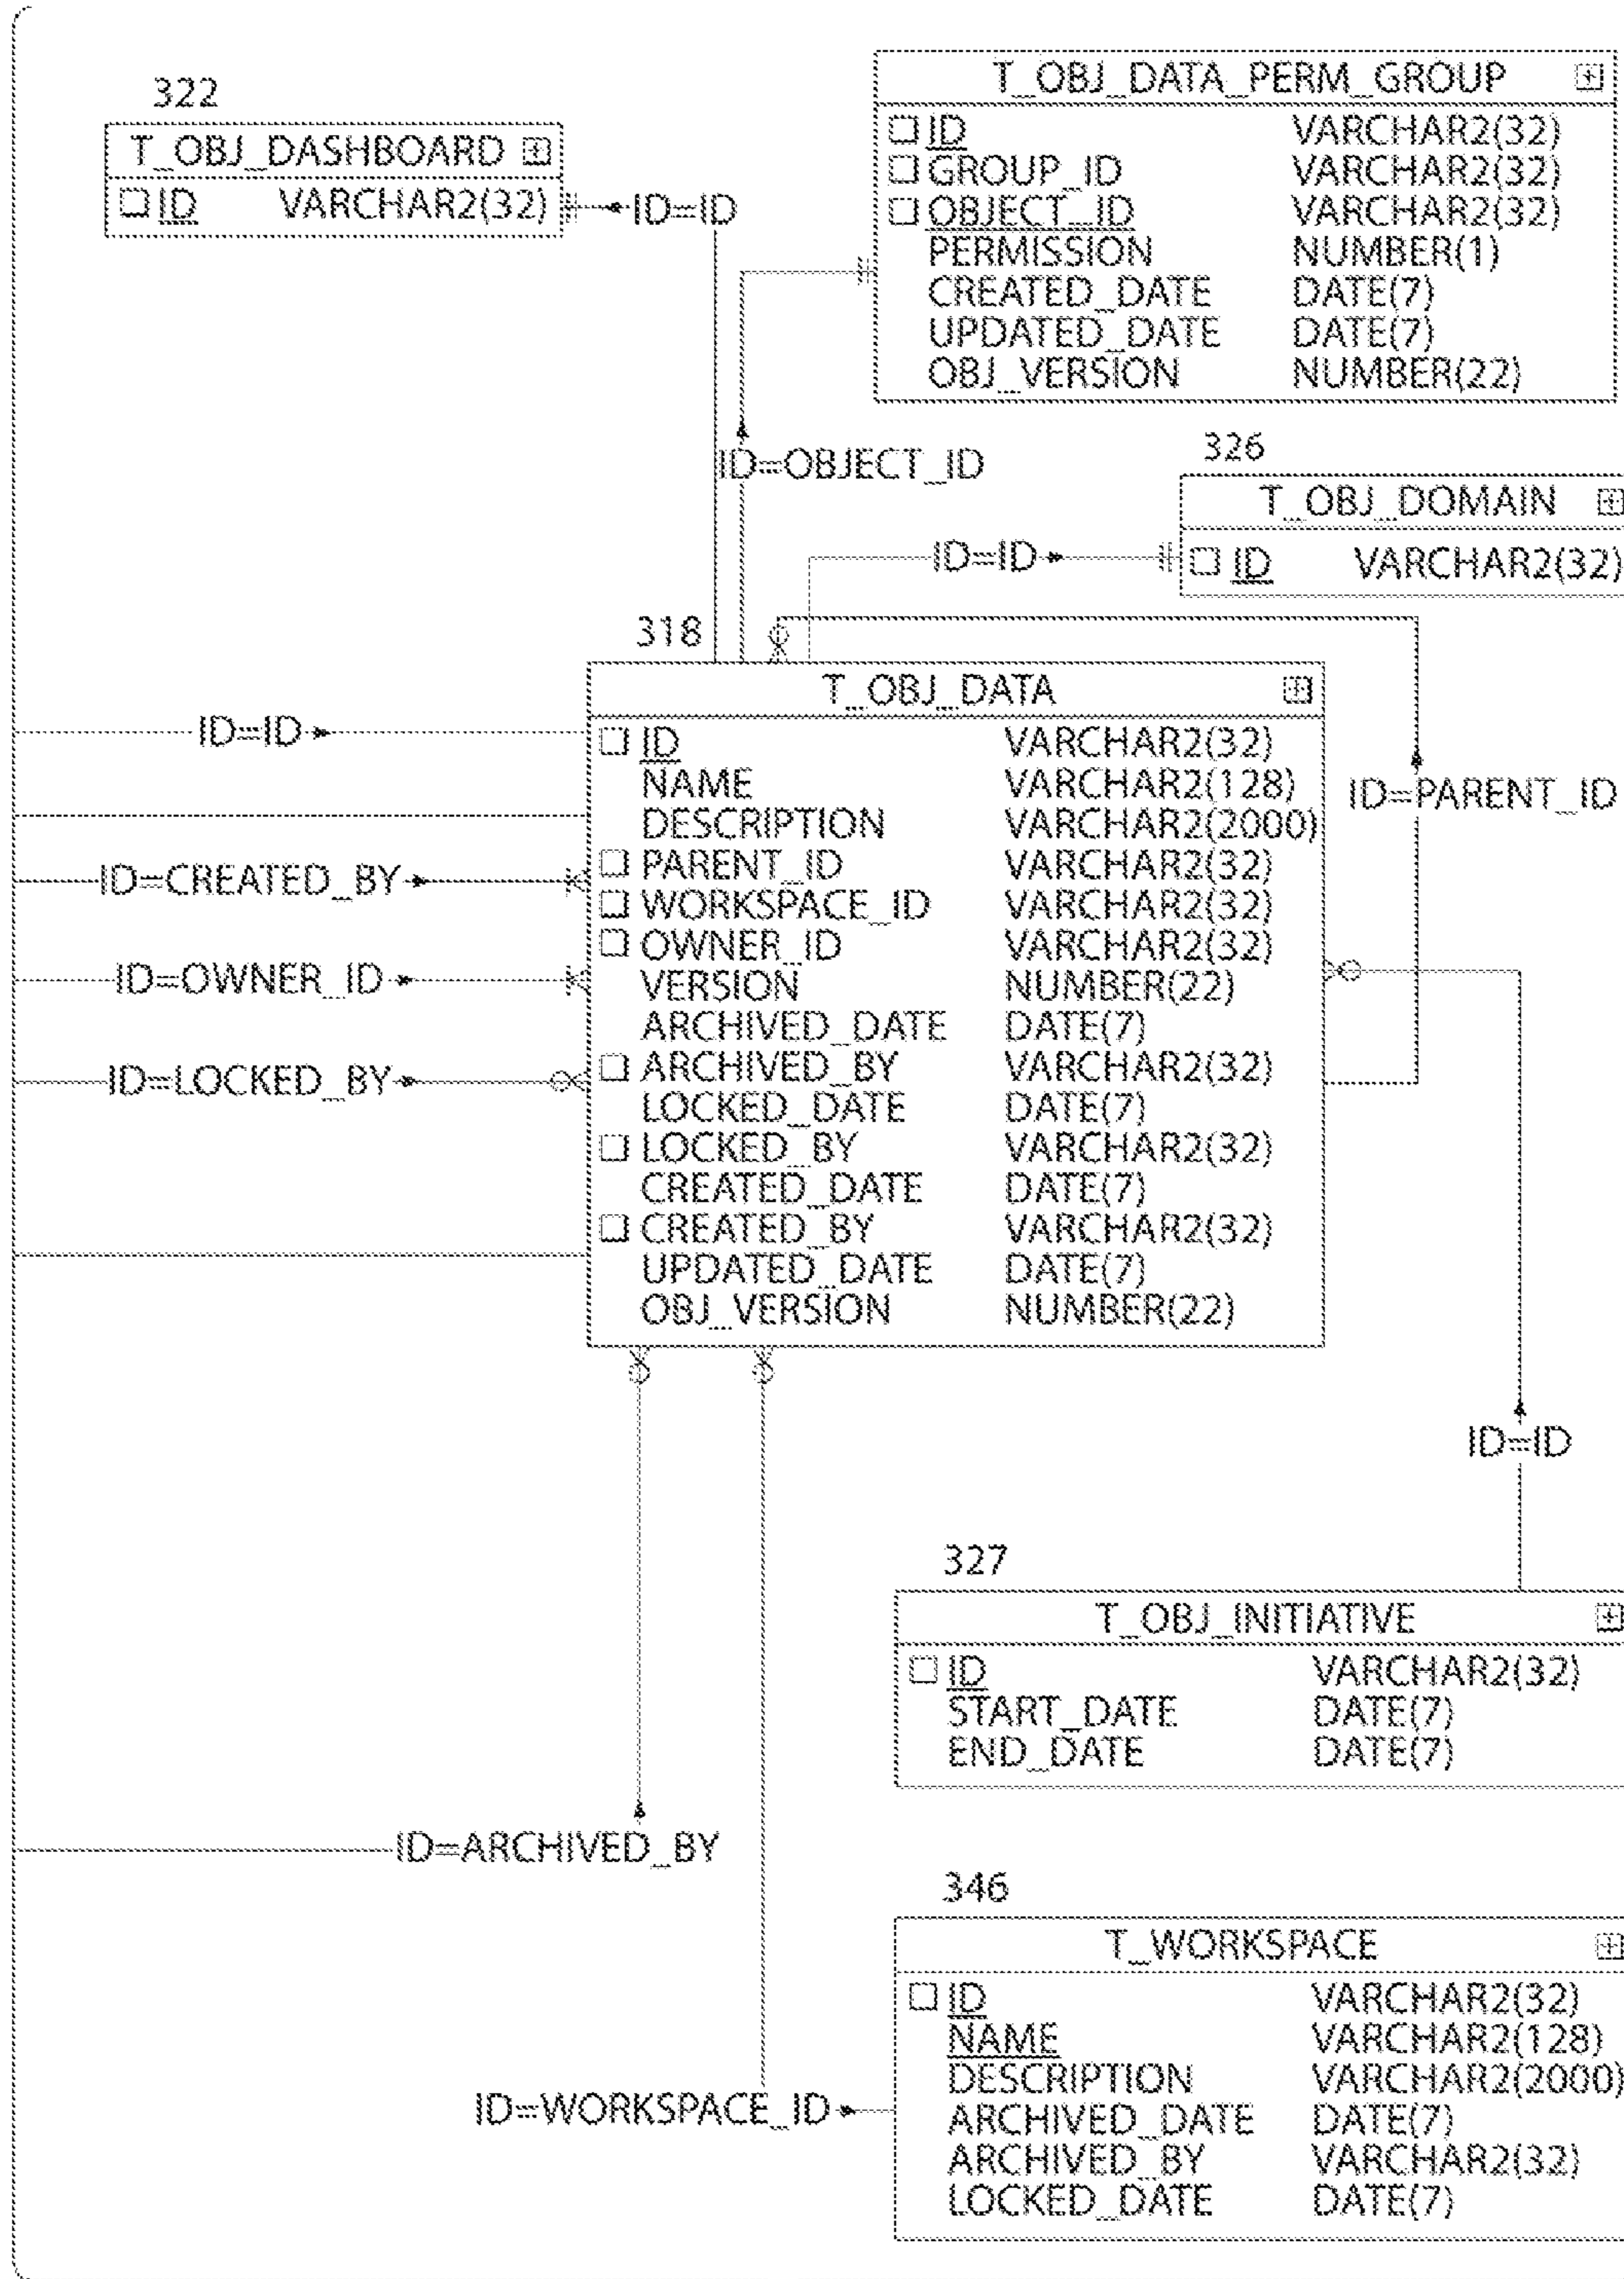 322
T_OBJ_DASHBOARD
ID VARCHAR2(32)
ID=ID
T_OBJ_DATA_PERM_GROUP
ID VARCHAR2(32)
GROUP_ID VARCHAR2(32)
OBJECT_ID VARCHAR2(32)
PERMISSION NUMBER(1)
CREATED_DATE DATE(7)
UPDATED_DATE DATE(7)
OBJ_VERSION NUMBER(22)
ID=OBJECT_ID
326
T_OBJ_DOMAIN
ID VARCHAR2(32)
ID=ID
318
T_OBJ_DATA
ID VARCHAR2(32)
NAME VARCHAR2(128)
DESCRIPTION VARCHAR2(2000)
PARENT_ID VARCHAR2(32)
WORKSPACE_ID VARCHAR2(32)
OWNER_ID VARCHAR2(32)
VERSION NUMBER(22)
ARCHIVED_DATE DATE(7)
ARCHIVED_BY VARCHAR2(32)
LOCKED_DATE DATE(7)
LOCKED_BY VARCHAR2(32)
CREATED_DATE DATE(7)
CREATED_BY VARCHAR2(32)
UPDATED_DATE DATE(7)
OBJ_VERSION NUMBER(22)
ID=ID
ID=CREATED_BY
ID=OWNER_ID
ID=LOCKED_BY
ID=PARENT_ID
ID=ID
327
T_OBJ_INITIATIVE
ID VARCHAR2(32)
START_DATE DATE(7)
END_DATE DATE(7)
ID=ARCHIVED_BY
346
T_WORKSPACE
ID VARCHAR2(32)
NAME VARCHAR2(128)
DESCRIPTION VARCHAR2(2000)
ARCHIVED_DATE DATE(7)
ARCHIVED_BY VARCHAR2(32)
LOCKED_DATE DATE(7)
ID=WORKSPACE_ID